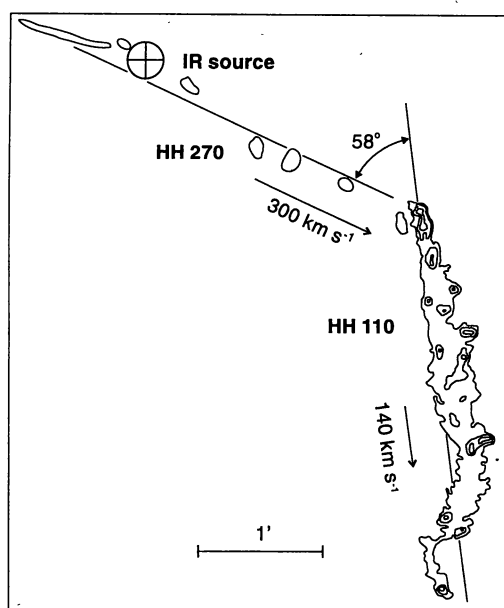 IR source
58°
HH 270
300 km s⁻¹
HH 110
140 km s⁻¹
1'